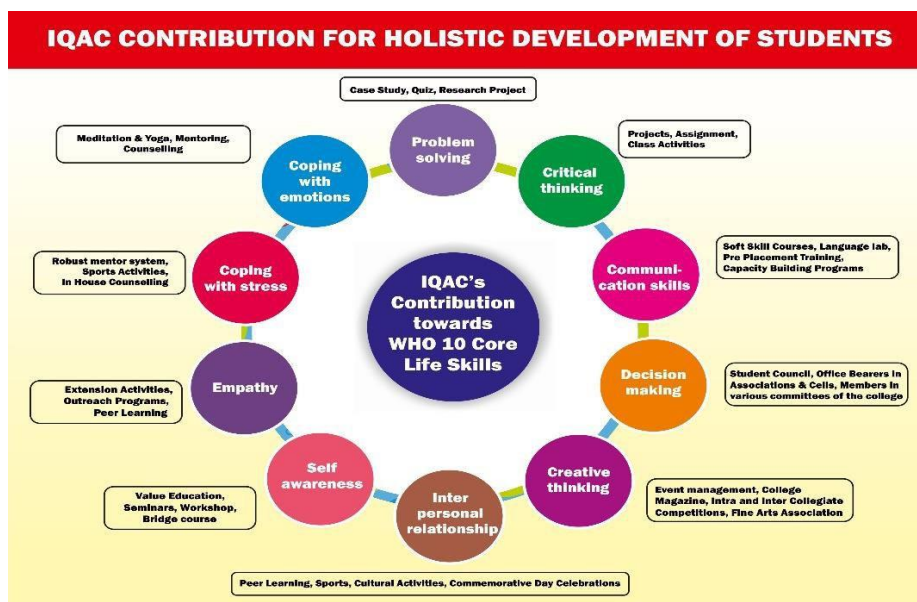 IQAC CONTRIBUTION FOR HOLISTIC DEVELOPMENT OF STUDENTS
Case Study, Quiz, Research Project
Problem
solving
Projects, Assignment,
Class Activities
Critical
thinking
Soft Skill Courses, Language lab,
Pre Placement Training,
Capacity Building Programs
Communi-
cation skills
Student Council, Office Bearers in
Associations & Cells, Members in
various committees of the college
Decision
making
Event management, College
Magazine, Intra and Inter Collegiate
Competitions, Fine Arts Association
Creative
thinking
Inter
personal
relationship
Peer Learning, Sports, Cultural Activities, Commemorative Day Celebrations
Self
awareness
Value Education,
Seminars, Workshop,
Bridge course
Empathy
Extension Activities,
Outreach Programs,
Peer Learning
Coping
with stress
Robust mentor system,
Sports Activities,
In House Counselling
Coping
with
emotions
Meditation & Yoga, Mentoring,
Counselling
IQAC's
Contribution
towards
WHO 10 Core
Life Skills